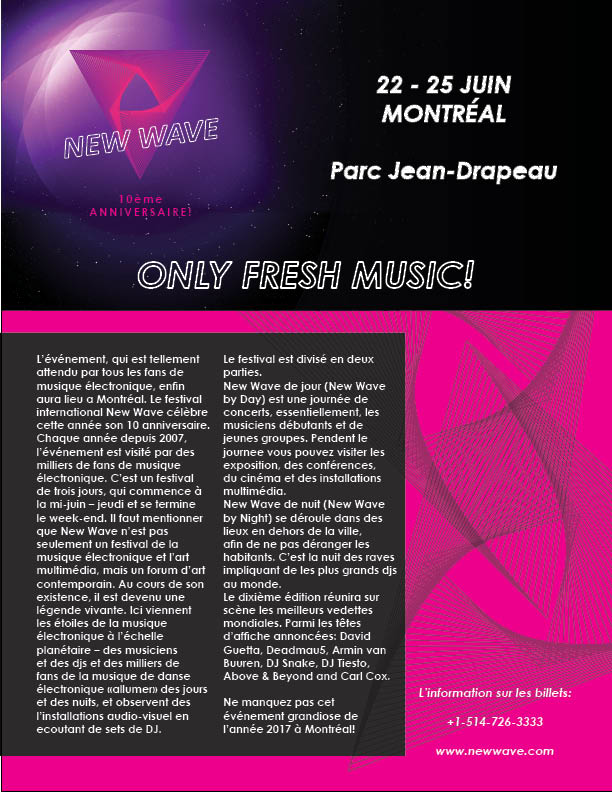 NEW WAVE
10ème
ANNIVERSAIRE!
22 - 25 JUIN
MONTRÉAL
Parc Jean-Drapeau
ONLY FRESH MUSIC!
L'événement, qui est tellement
attendu par tous les fans de
musique électronique, enfin
aura lieu a Montréal. Le festival
international New Wave célèbre
cette année son 10 anniversaire.
Chaque année depuis 2007,
l'événement est visité par des
milliers de fans de musique
électronique. C'est un festival
de trois jours, qui commence à
la mi-juin – jeudi et se termine
le week-end. Il faut mentionner
que New Wave n'est pas
seulement un festival de la
musique électronique et l'art
multimédia, mais un forum d'art
contemporain. Au cours de son
existence, il est devenu une
légende vivante. Ici viennent
les étoiles de la musique
électronique à l'échelle
planétaire – des musiciens
et des djs et des milliers de
fans de la musique de danse
électronique «allumer» des jours
et des nuits, et observent des
l'installations audio-visuel en
ecoutant de sets de DJ.
Le festival est divisé en deux
parties.
New Wave de jour (New Wave
by Day) est une journée de
concerts, essentiellement, les
musiciens débutants et de
jeunes groupes. Pendent le
journee vous pouvez visiter les
exposition, des conférences,
du cinéma et des installations
multimédia.
New Wave de nuit (New Wave
by Night) se déroule dans des
lieux en dehors de la ville,
afin de ne pas déranger les
habitants. C'est la nuit des raves
impliquant de les plus grands djs
au monde.
Le dixième édition réunira sur
scène les meilleurs vedettes
mondiales. Parmi les têtes
d'affiche annoncées: David
Guetta, Deadmau5, Armin van
Buuren, DJ Snake, DJ Tiesto,
Above & Beyond and Carl Cox.
Ne manquez pas cet
événement grandiose de
l'année 2017 à Montréal!
L'information sur les billets:
+1-514-726-3333
www.newwave.com